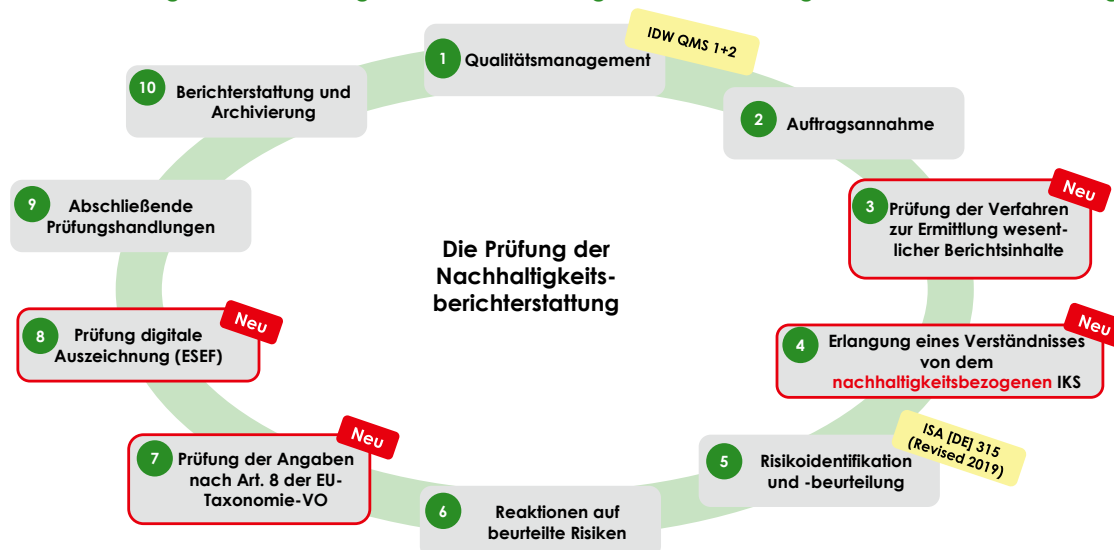 1
Qualitätsmanagement
IDW QMS 1+2
2
Auftragsannahme
Neu
3
Prüfung der Verfahren
zur Ermittlung wesent-
licher Berichtsinhalte
Neu
4
Erlangung eines Verständnisses
von dem
nachhaltigkeitsbezogenen IKS
ISA [DE] 315
(Revised 2019)
5
Risikoidentifikation
und -beurteilung
6
Reaktionen auf
beurteilte Risiken
Neu
7
Prüfung der Angaben
nach Art. 8 der EU-
Taxonomie-VO
Neu
8
Prüfung digitale
Auszeichnung (ESEF)
9
Abschließende
Prüfungshandlungen
10
Berichterstattung und
Archivierung
Die Prüfung der
Nachhaltigkeits-
berichterstattung